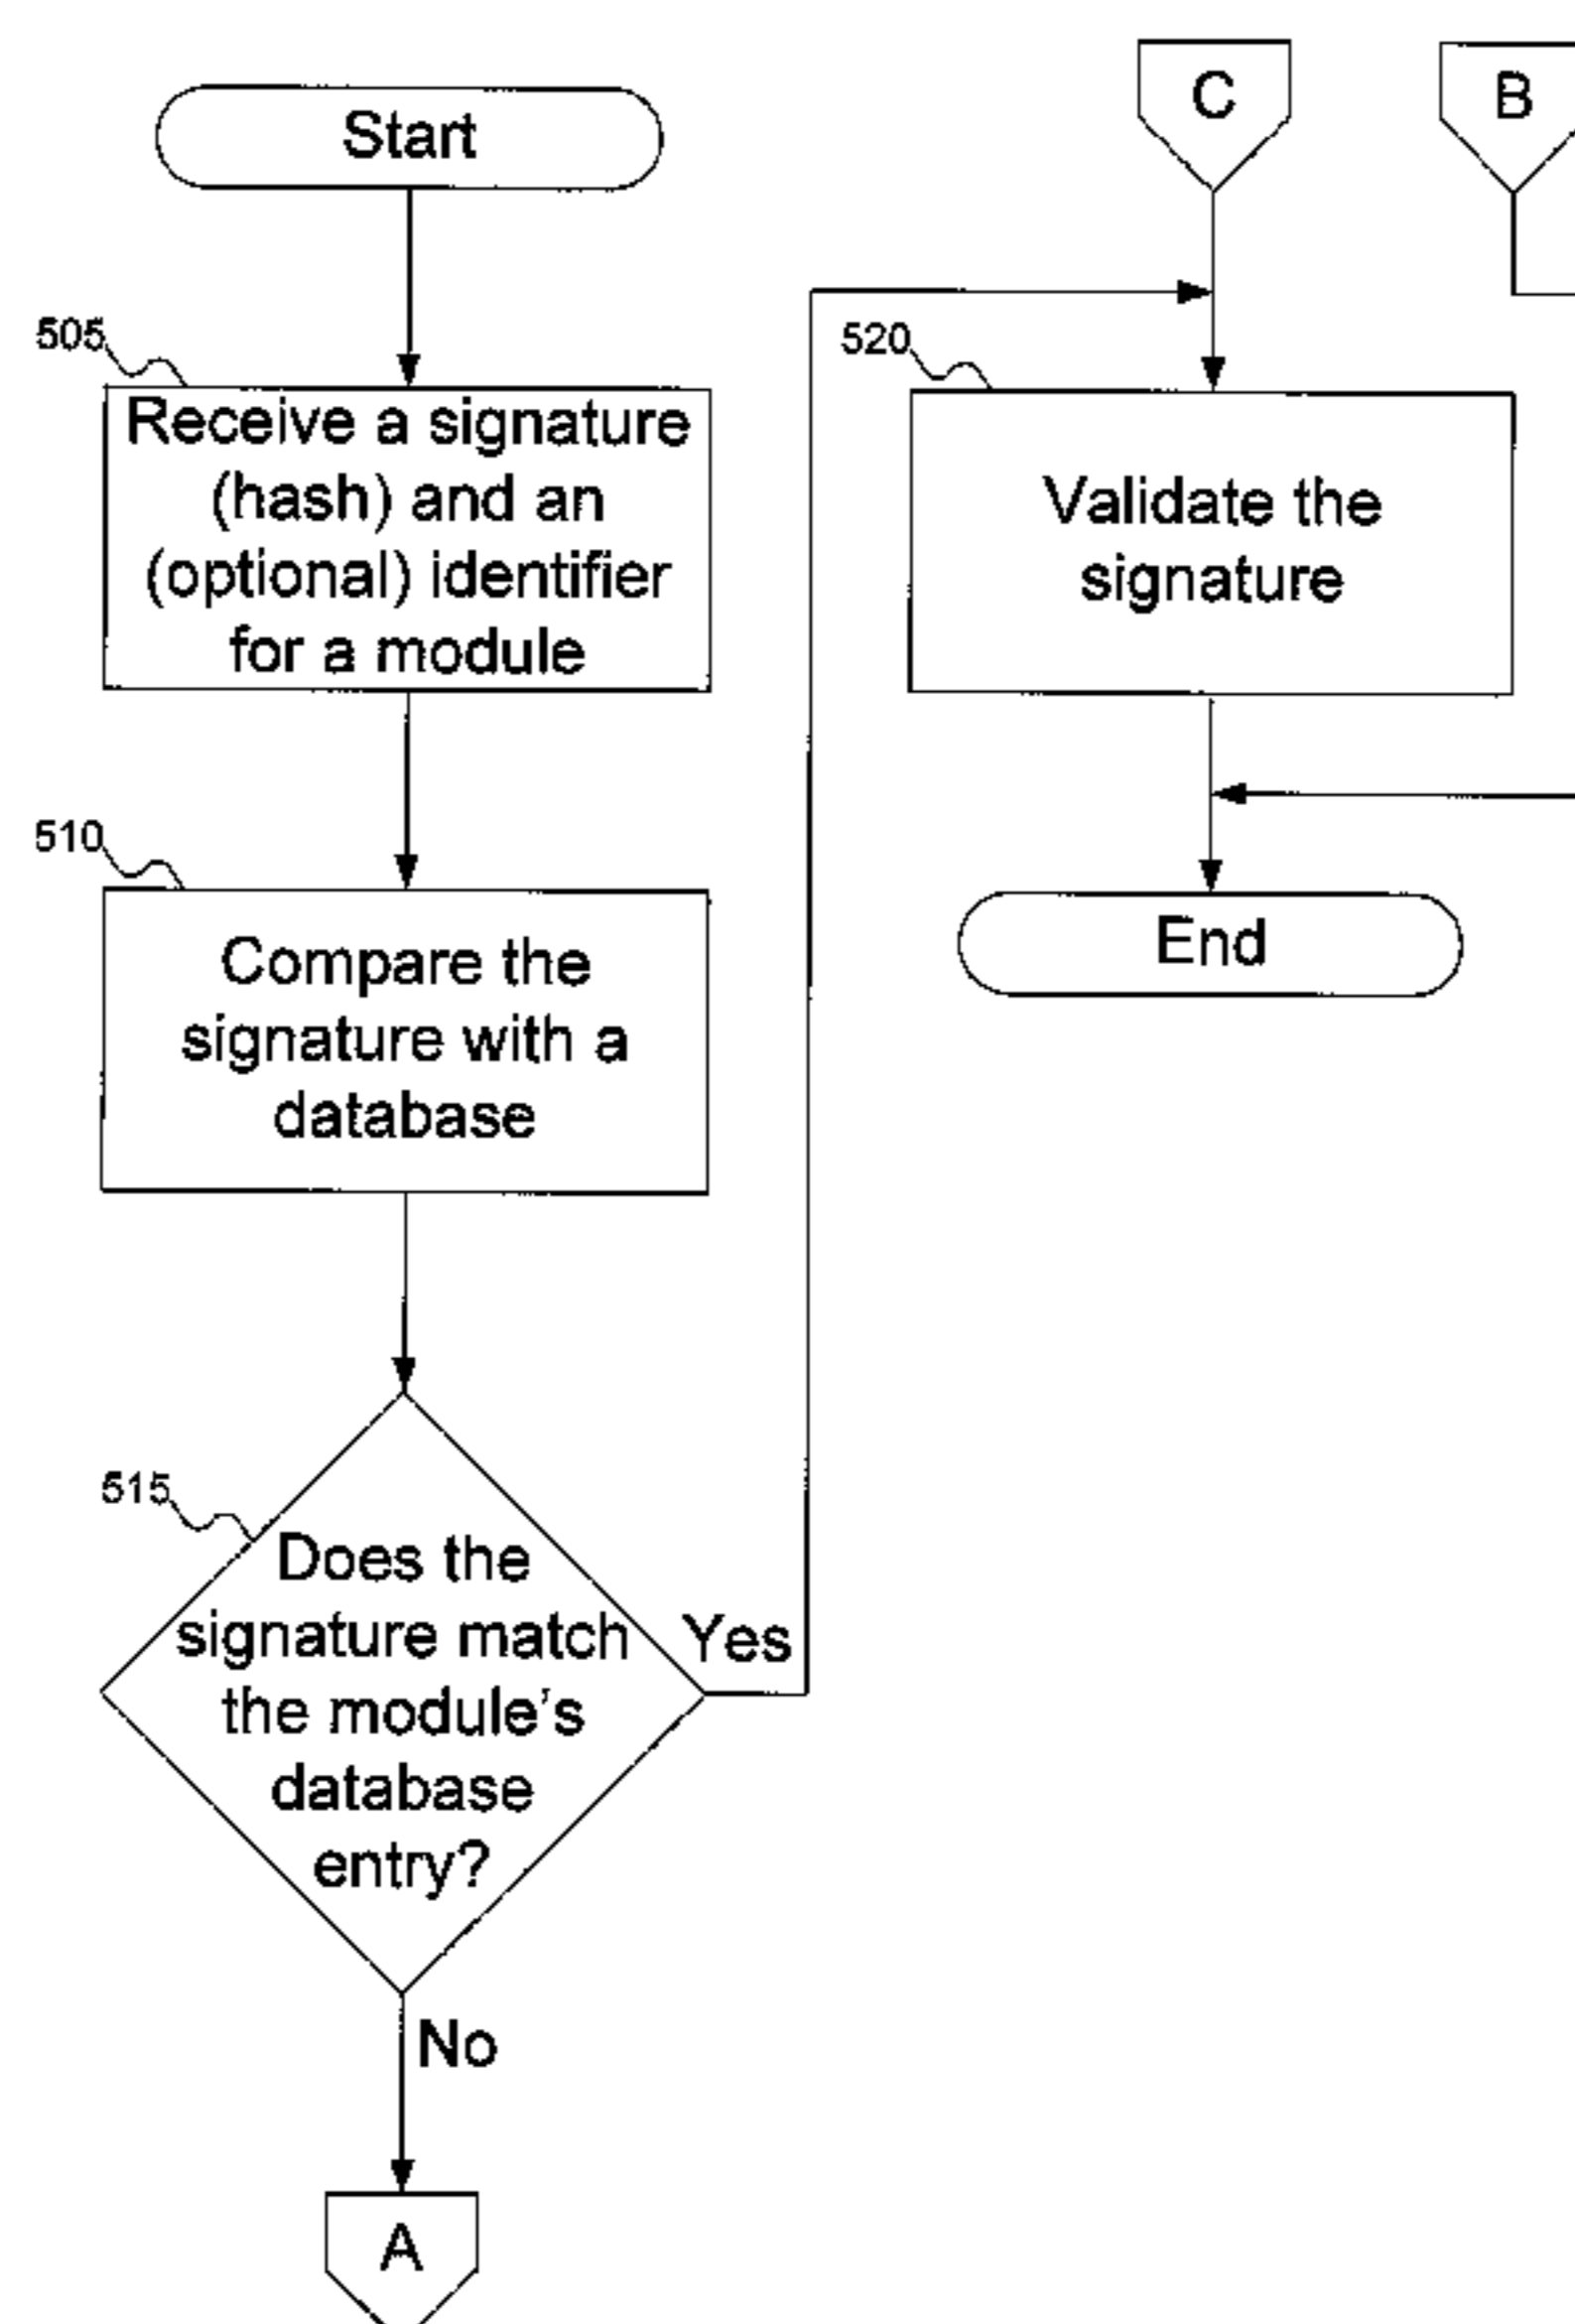 Start
505
Receive a signature
(hash) and an
(optional) identifier
for a module
510
Compare the
signature with a
database
515
Does the
signature match
the module's
database
entry?
Yes
No
A
C
B
520
Validate the
signature
End